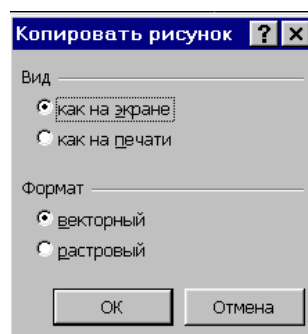 Копировать рисунок ? ×
Вид
как на экране
как на печати
Формат
векторный
растровый
ОК Отмена